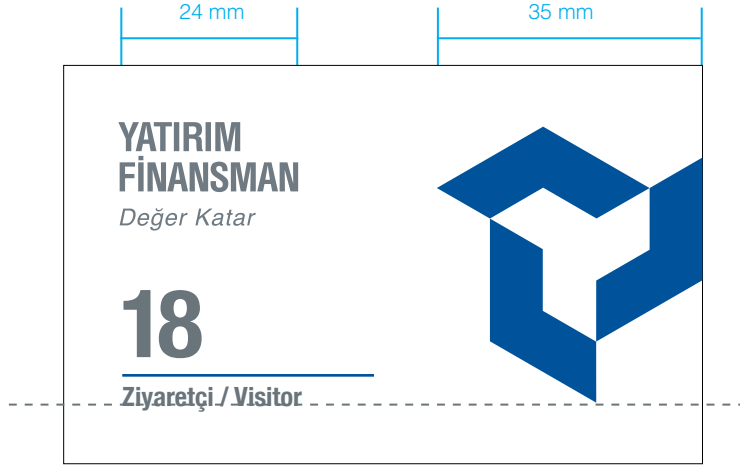 24 mm 35 mm
YATIRIM
FİNANSMAN
Değer Katar
18
Ziyaretçi / Visitor